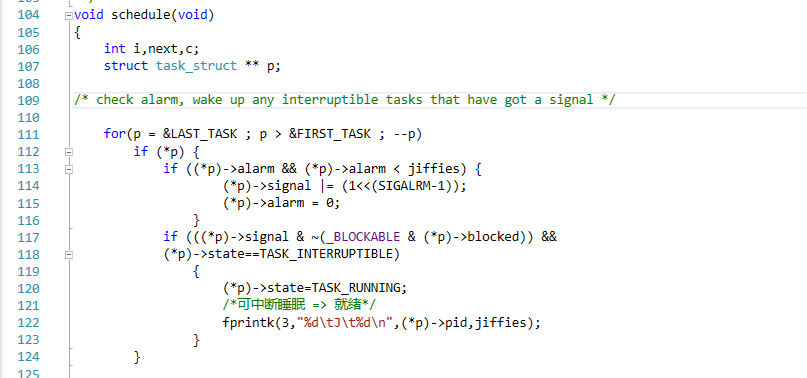 104 void schedule(void)
105 {
106 int i,next,c;
107 struct task_struct ** p;
108
109 /* check alarm, wake up any interruptible tasks that have got a signal */
110
111 for(p = &LAST_TASK ; p > &FIRST_TASK ; --p)
112 if (*p) {
113 if ((*p)->alarm && (*p)->alarm < jiffies) {
114 (*p)->signal |= (1<<(SIGALRM-1));
115 (*p)->alarm = 0;
116 }
117 if (((*p)->signal & ~(_BLOCKABLE & (*p)->blocked)) &&
118 (*p)->state==TASK_INTERRUPTIBLE)
119 {
120 (*p)->state=TASK_RUNNING;
121 /*可中断睡眠 => 就绪*/
122 fprintk(3,"%d\tJ\t%d\n",(*p)->pid,jiffies);
123 }
124 }
125